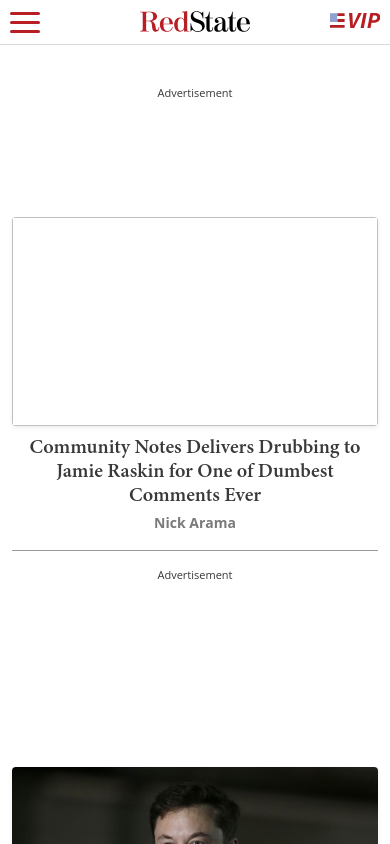 RedState
VIP
Advertisement
Community Notes Delivers Drubbing to
Jamie Raskin for One of Dumbest
Comments Ever
Nick Arama
Advertisement